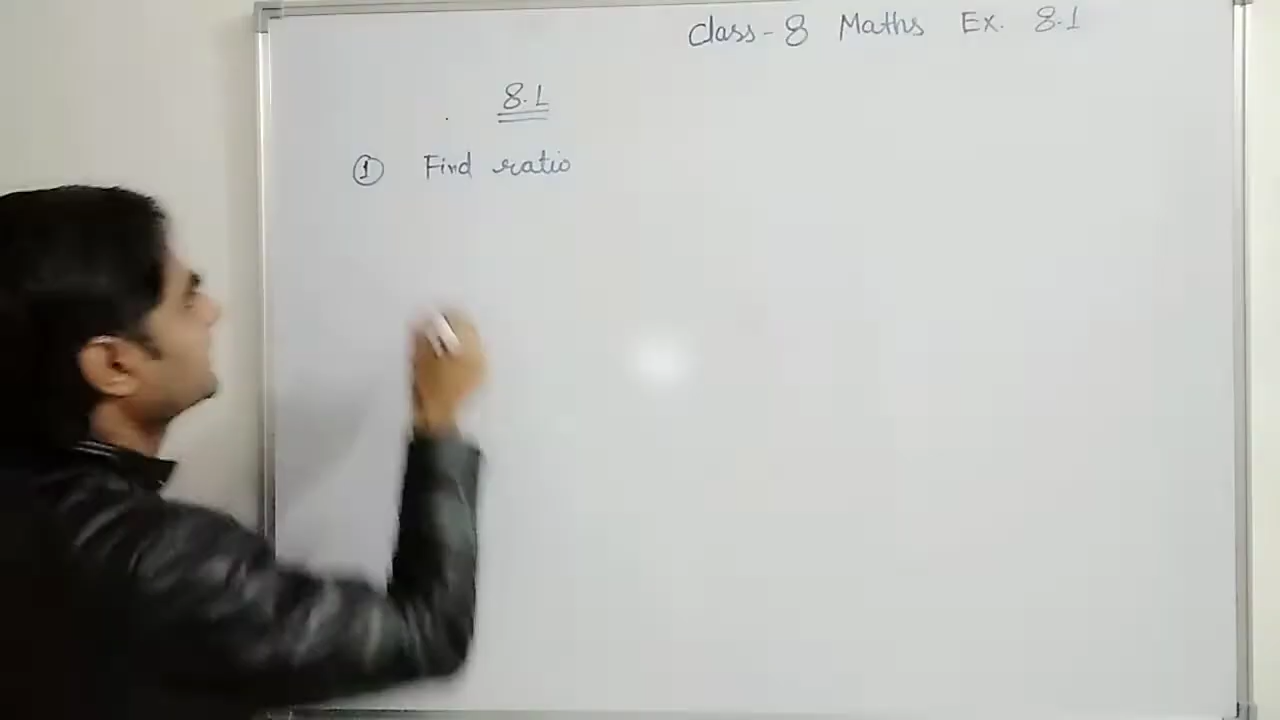 Class - 8 Maths Ex. 8.1
8.1
① Find ratio